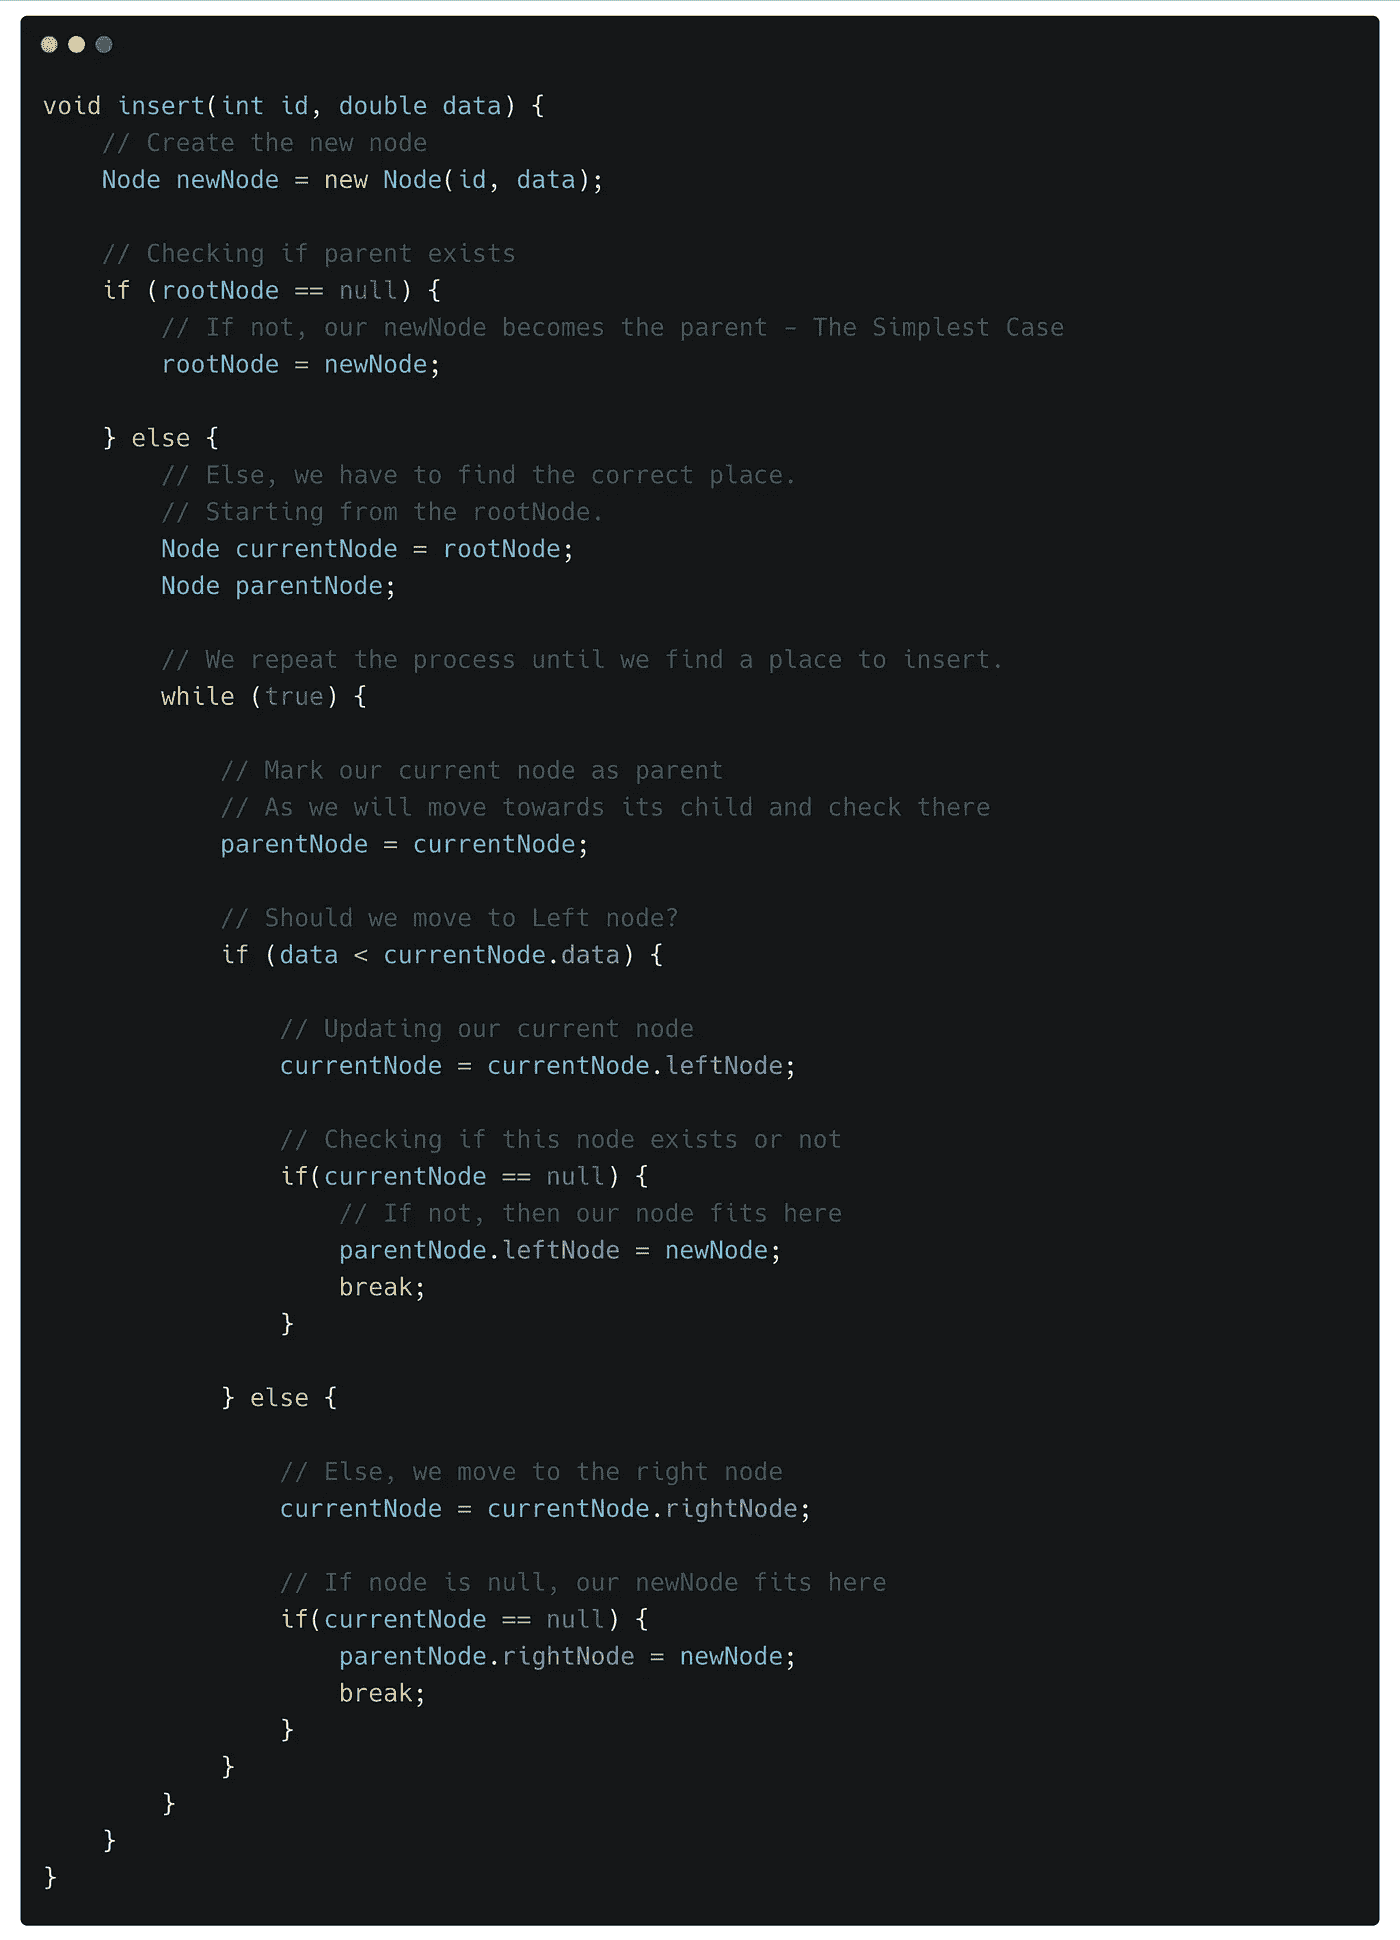 void insert(int id, double data) {
    // Create the new node
    Node newNode = new Node(id, data);

    // Checking if parent exists
    if (rootNode == null) {
        // If not, our newNode becomes the parent - The Simplest Case
        rootNode = newNode;

    } else {
        // Else, we have to find the correct place.
        // Starting from the rootNode.
        Node currentNode = rootNode;
        Node parentNode;

        // We repeat the process until we find a place to insert.
        while (true) {

            // Mark our current node as parent
            // As we will move towards its child and check there
            parentNode = currentNode;

            // Should we move to Left node?
            if (data < currentNode.data) {

                // Updating our current node
                currentNode = currentNode.leftNode;

                // Checking if this node exists or not
                if(currentNode == null) {
                    // If not, then our node fits here
                    parentNode.leftNode = newNode;
                    break;
                }

            } else {

                // Else, we move to the right node
                currentNode = currentNode.rightNode;

                // If node is null, our newNode fits here
                if(currentNode == null) {
                    parentNode.rightNode = newNode;
                    break;
                }
            }
        }
    }
}